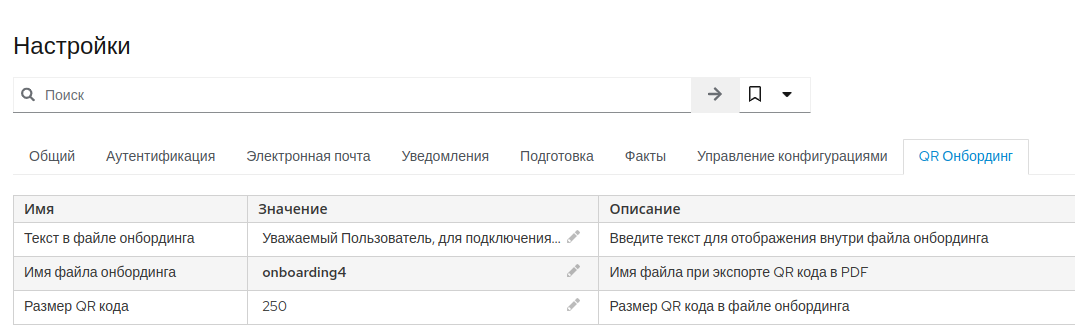 Настройки
Поиск
Общий Аутентификация Электронная почта Уведомления Подготовка Факты Управление конфигурациями QR Онбординг
Имя Значение Описание
Текст в файле онбординга Уважаемый Пользователь, для подключения... Введите текст для отображения внутри файла онбординга
Имя файла онбординга onboarding4 Имя файла при экспорте QR кода в PDF
Размер QR кода 250 Размер QR кода в файле онбординга